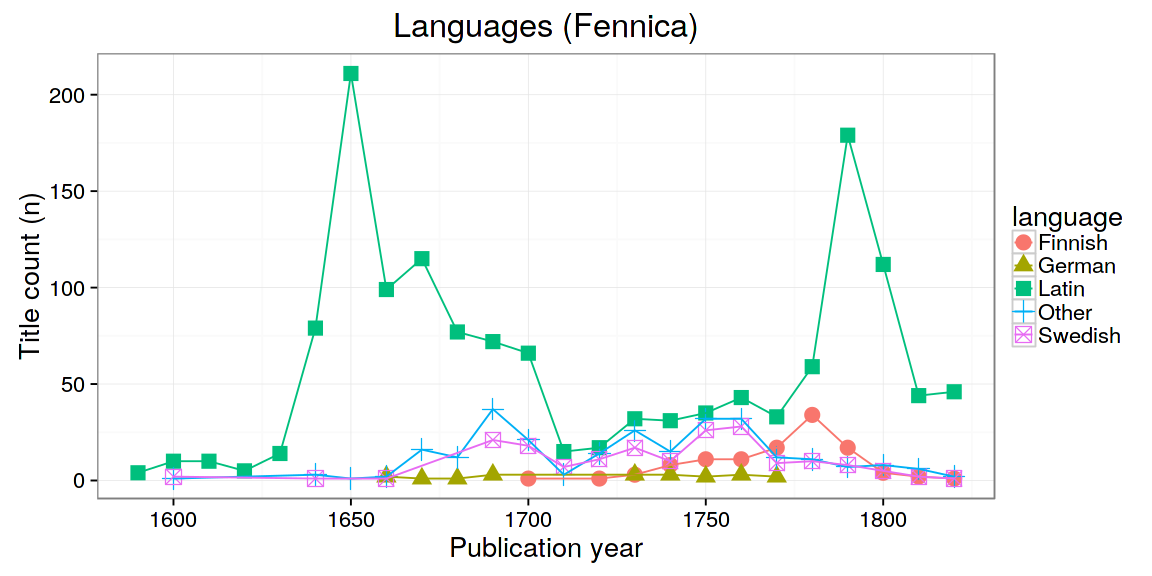 Languages (Fennica)
Title count (n)
200
150
100
50
0
1600
1650
1700
1750
1800
Publication year
language
Finnish
German
Latin
Other
Swedish